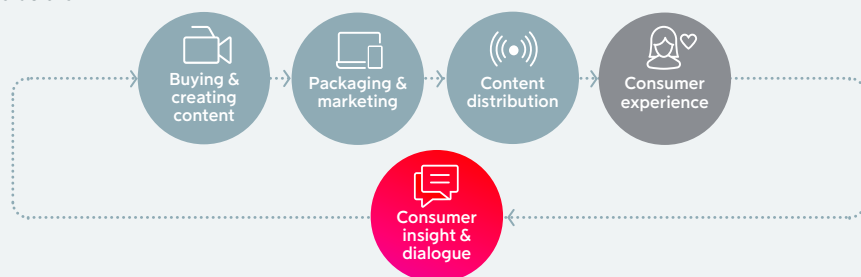 Buying &
creating
content
Packaging &
marketing
Content
distribution
Consumer
experience
Consumer
insight &
dialogue